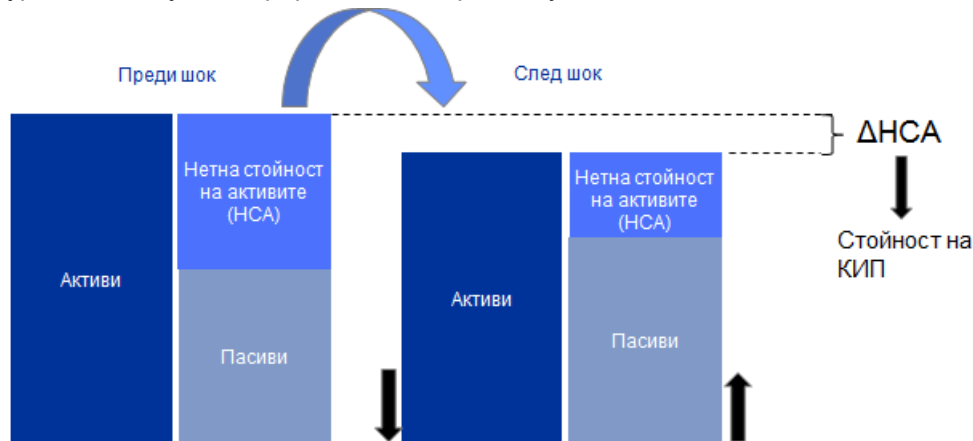 Преди шок
След шок
Активи
Нетна стойност
на активите
(НСА)
Пасиви
Активи
Нетна стойност
на активите
(НСА)
Пасиви
ΔНСА
Стойност на
КИП